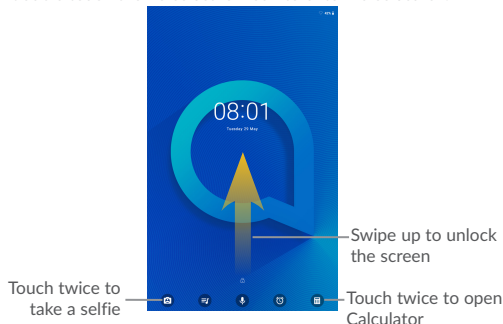 08:01
Tuesday 29 May
Swipe up to unlock
the screen
Touch twice to
take a selfie
Touch twice to open
Calculator